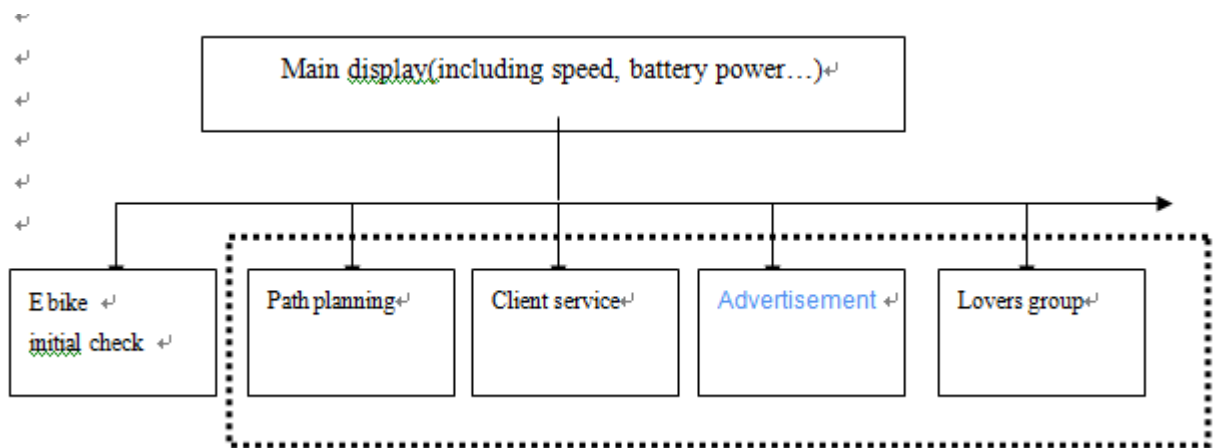 Main display(including speed, battery power…)
E bike
initial check
Path planning
Client service
Advertisement
Lovers group